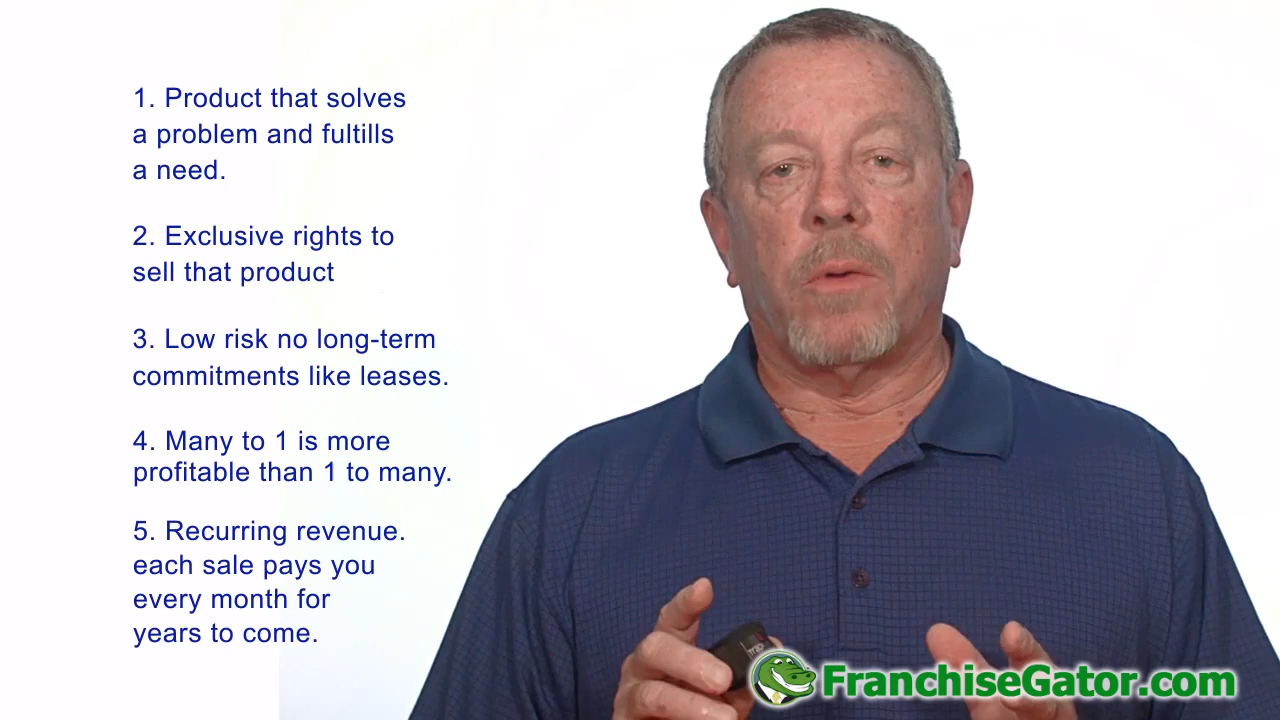 1. Product that solves
a problem and fultills
a need.
2. Exclusive rights to
sell that product
3. Low risk no long-term
commitments like leases.
4. Many to 1 is more
profitable than 1 to many.
5. Recurring revenue.
each sale pays you
every month for
years to come.
FranchiseGator.com